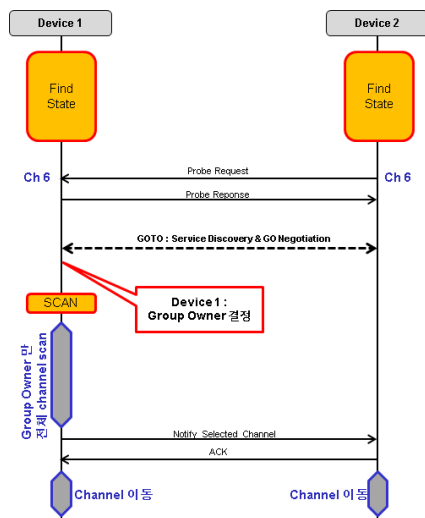 Device 1
Device 2
Find
State
Find
State
Ch 6
Probe Request
Ch 6
Probe Reponse
GOTO : Service Discovery & GO Negotiation
SCAN
Device 1 :
Group Owner 결정
Group Owner 만
전체 channel scan
Notify Selected Channel
ACK
Channel 이동
Channel 이동